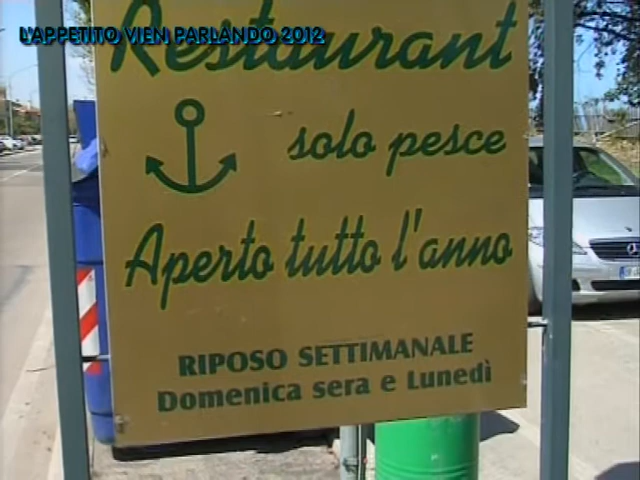 L'APPETITO VIEN PARLANDO 2012
Restaurant
solo pesce
Aperto tutto l'anno
RIPOSO SETTIMANALE
Domenica sera e Lunedì